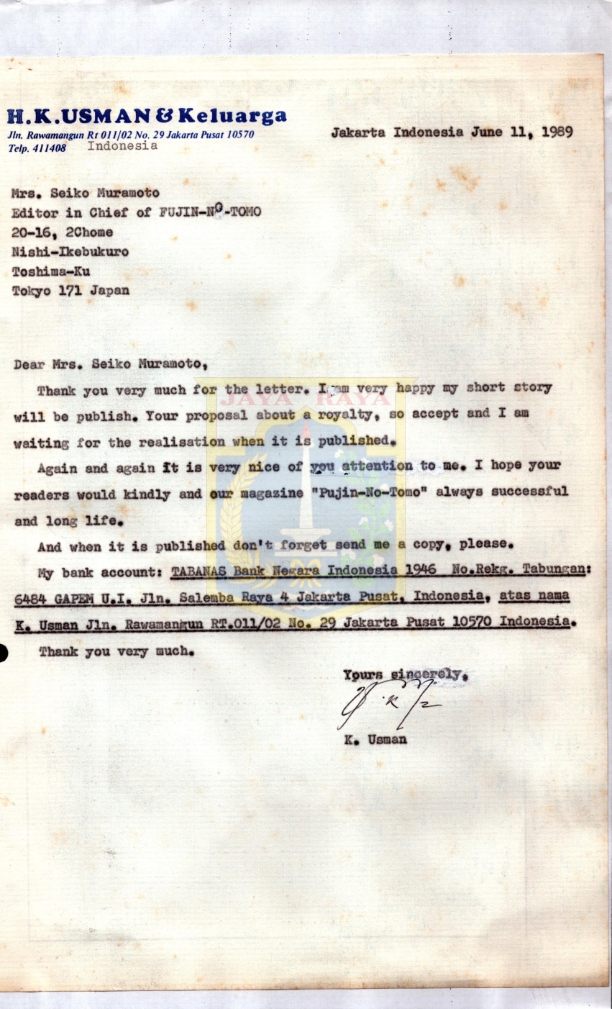 H.K.USMAN & Keluarga
Jln. Rawamangun Rt 011/02 No. 29 Jakarta Pusat 10570
Telp. 411408 Indonesia
Jakarta Indonesia June 11, 1989
Mrs. Seiko Muramoto
Editor in Chief of FUJIN-NO-TOMO
20-16, 2Chome
Nishi-Ikebukuro
Toshima-Ku
Tokyo 171 Japan
Dear Mrs. Seiko Muramoto,
Thank you very much for the letter. I am very happy my short story
will be publish. Your proposal about a royalty, so accept and I am
waiting for the realisation when it is published.
Again and again it is very nice of you attention to me. I hope your
readers would kindly and our magazine "Pujin-No-Tomo" always successful
and long life.
And when it is published don't forget send me a copy, please.
My bank account: TABANAS Bank Negara Indonesia 1946 No.Rekg. Tabungan:
6484 GAPEM U.I. Jln. Salemba Raya 4 Jakarta Pusat, Indonesia, atas nama
K. Usman Jln. Rawamangun RT.011/02 No. 29 Jakarta Pusat 10570 Indonesia.
Thank you very much.
Yours sincerely,
K. Usman
JAYA RAYA